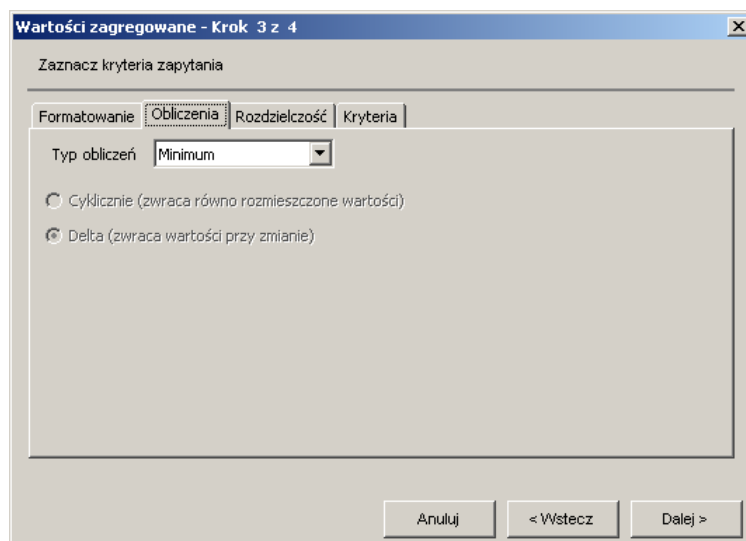 Wartości zagregowane - Krok 3 z 4
Zaznacz kryteria zapytania
Formatowanie Obliczenia Rozdzielczość Kryteria
Typ obliczeń Minimum
Cyklicznie (zwraca równo rozmieszczone wartości)
Delta (zwraca wartości przy zmianie)
Anuluj < Wstecz Dalej >